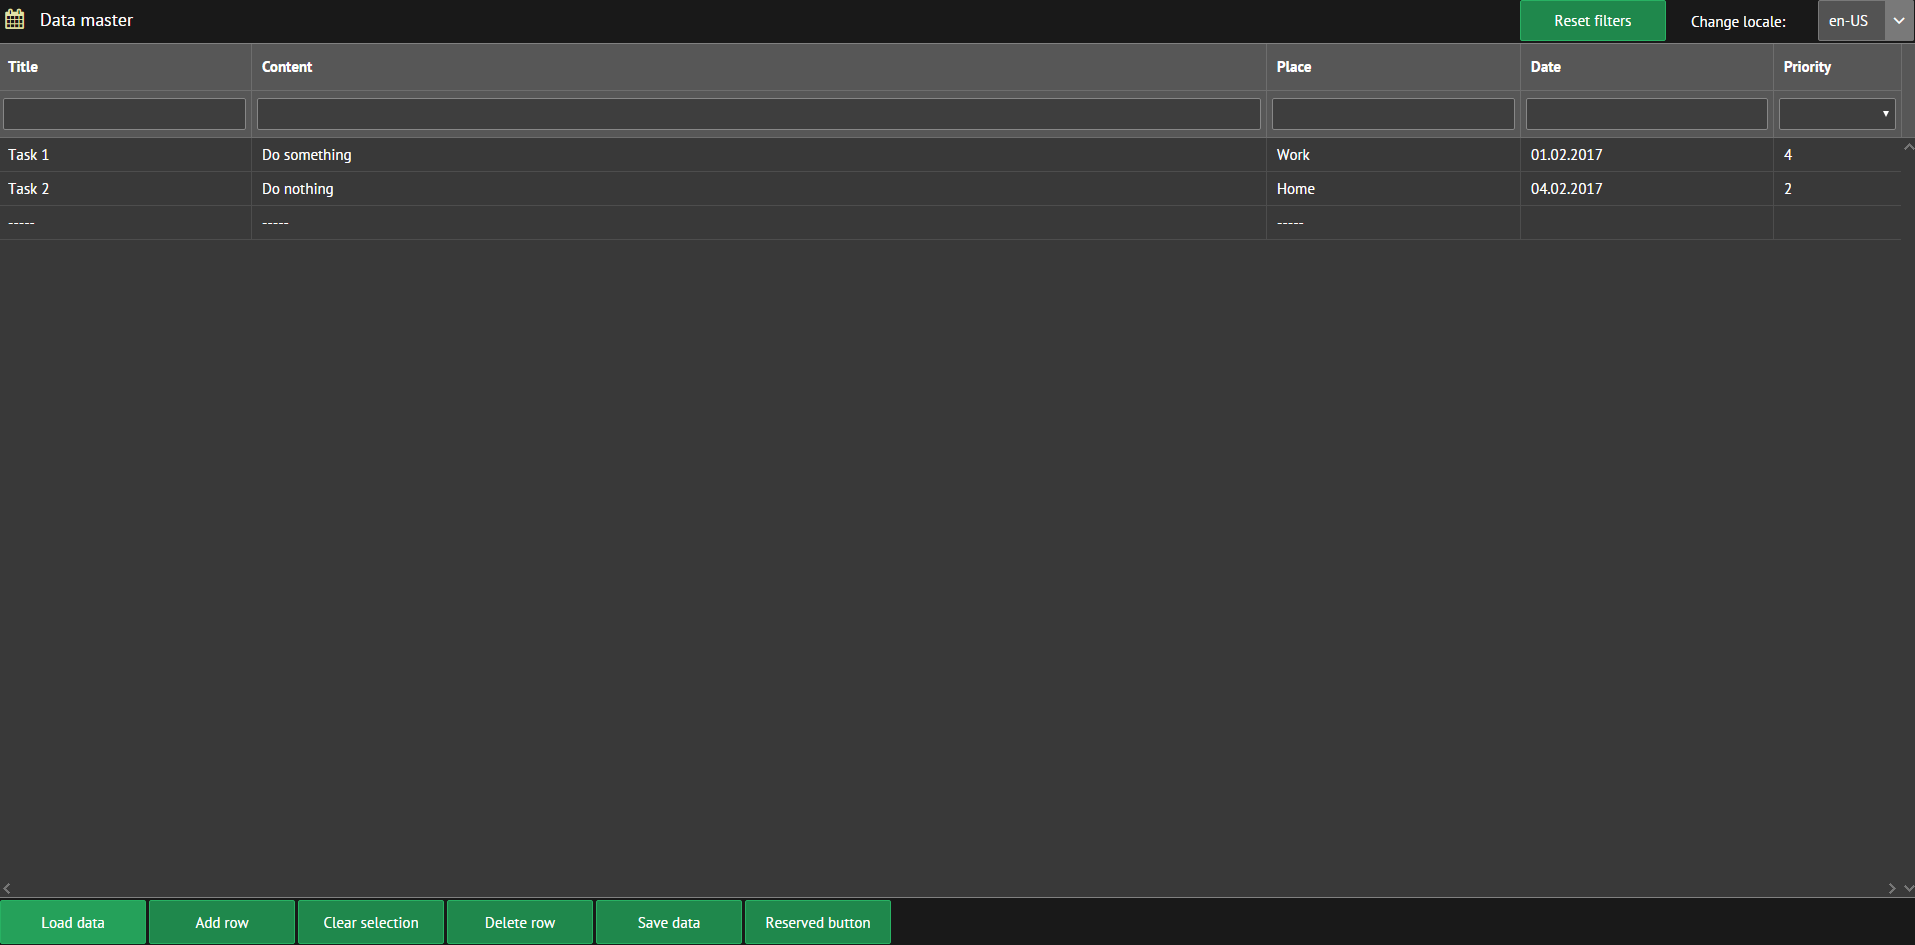 Data master Reset filters Change locale: en-US
Title Content Place Date Priority
Task 1 Do something Work 01.02.2017 4
Task 2 Do nothing Home 04.02.2017 2
----- ----- -----
Load data Add row Clear selection Delete row Save data Reserved button